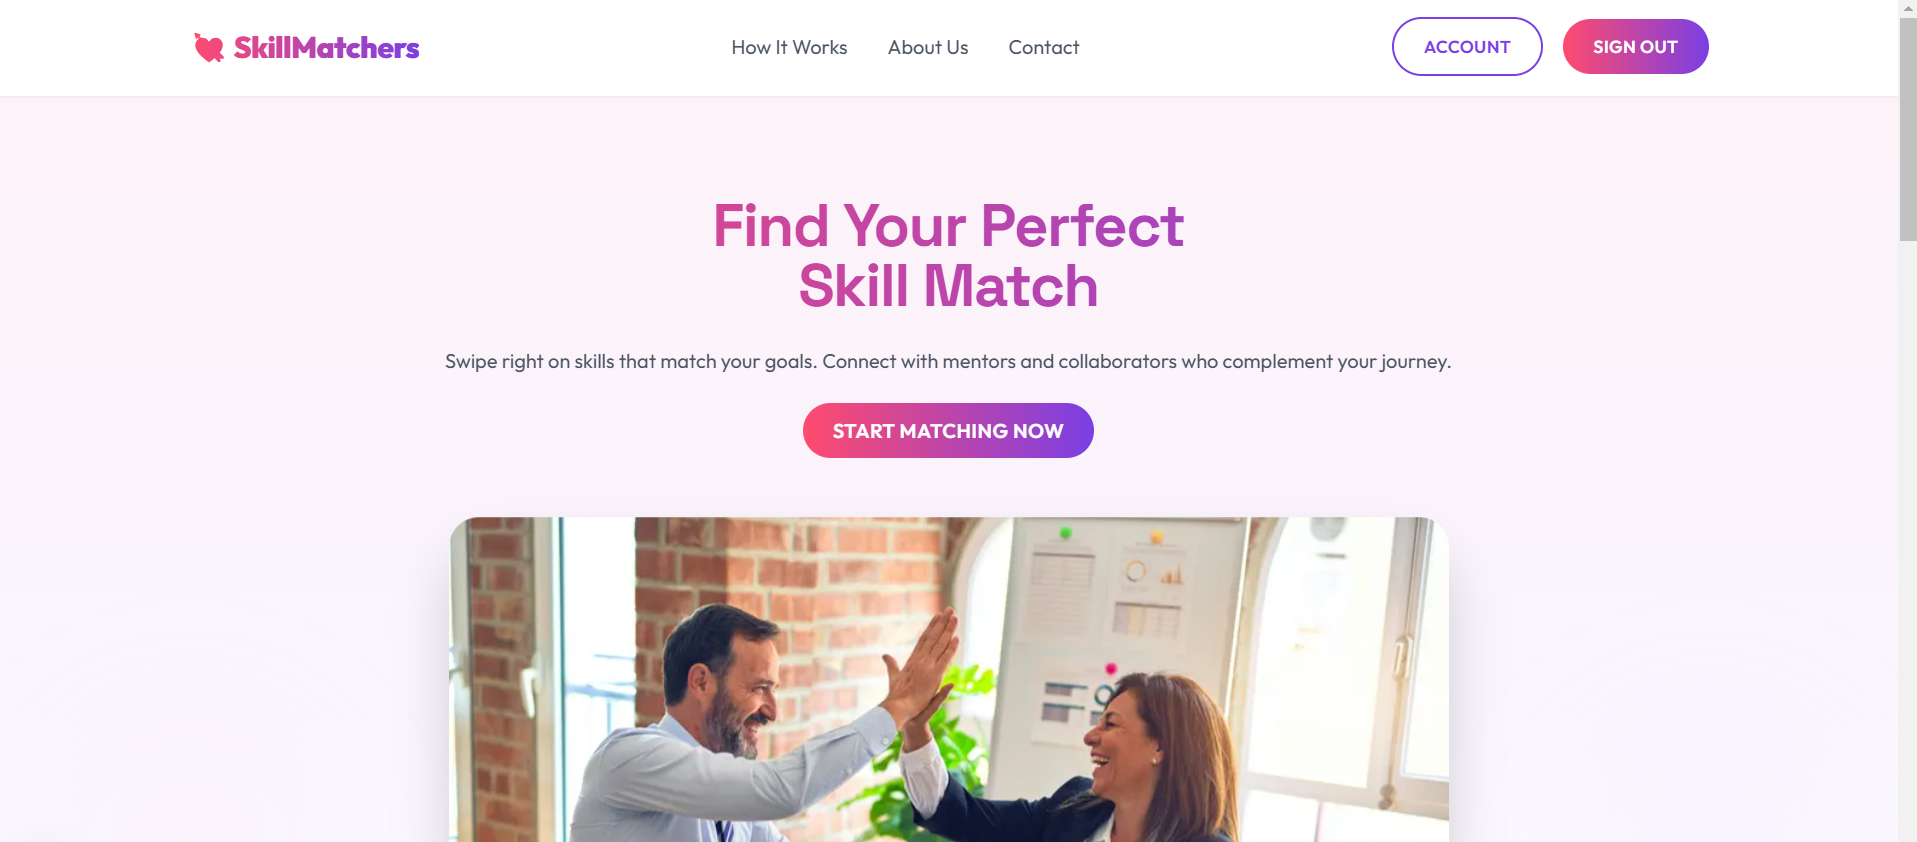 SkillMatchers
How It Works
About Us
Contact
ACCOUNT
SIGN OUT
Find Your Perfect
Skill Match
Swipe right on skills that match your goals. Connect with mentors and collaborators who complement your journey.
START MATCHING NOW